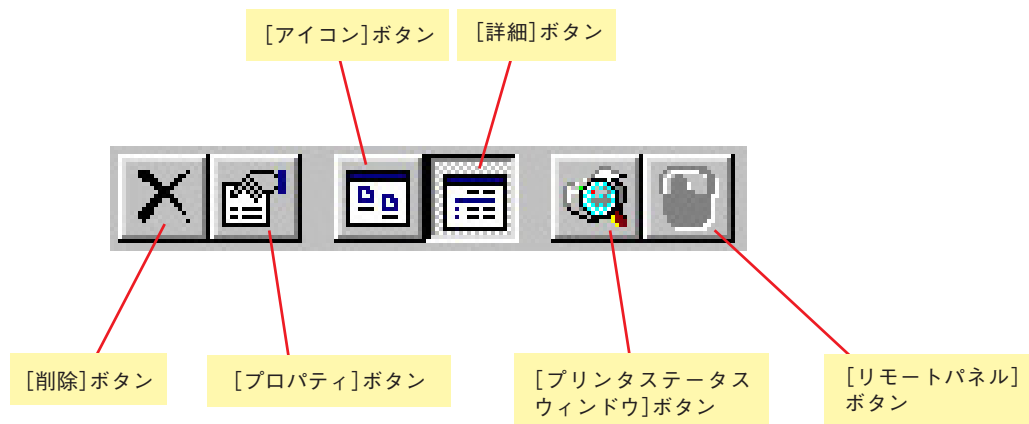 [アイコン]ボタン
[詳細]ボタン
[削除]ボタン
[プロパティ]ボタン
[プリンタステータス
ウィンドウ]ボタン
[リモートパネル]
ボタン